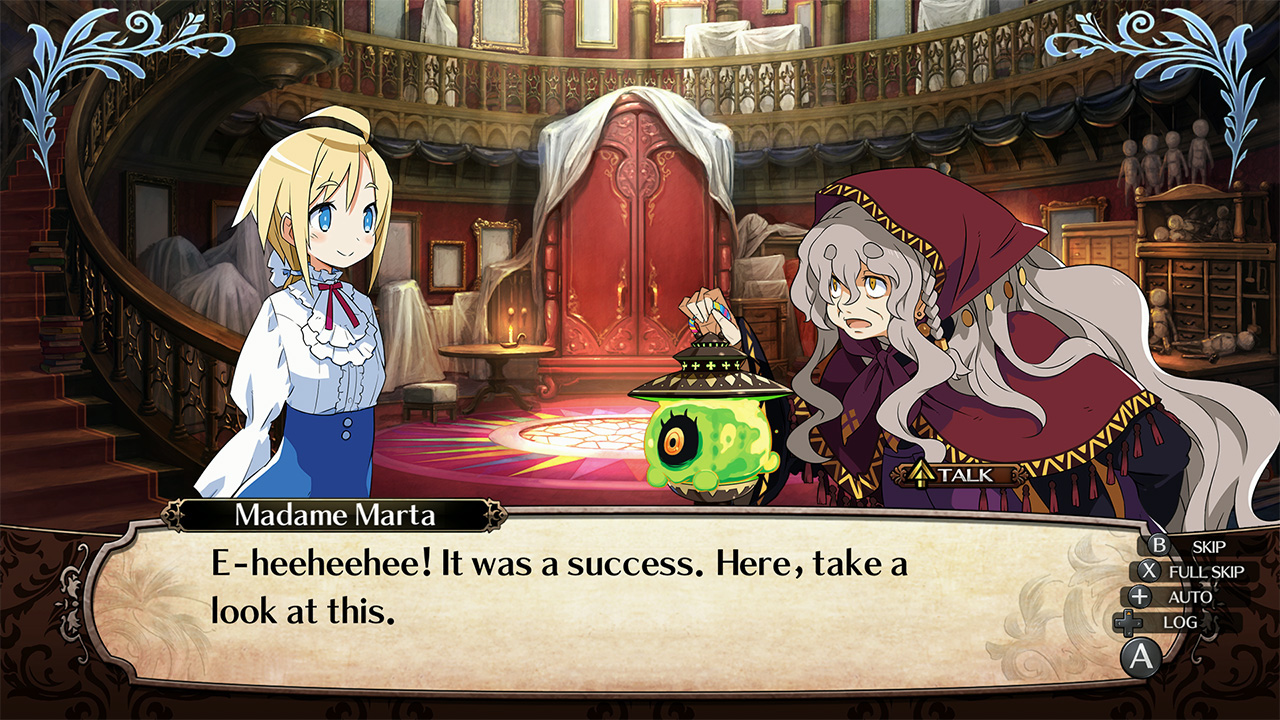 TALK
Madame Marta
E-heeheehee! It was a success. Here, take a
look at this.
B SKIP
X FULL SKIP
+ AUTO
LOG
A